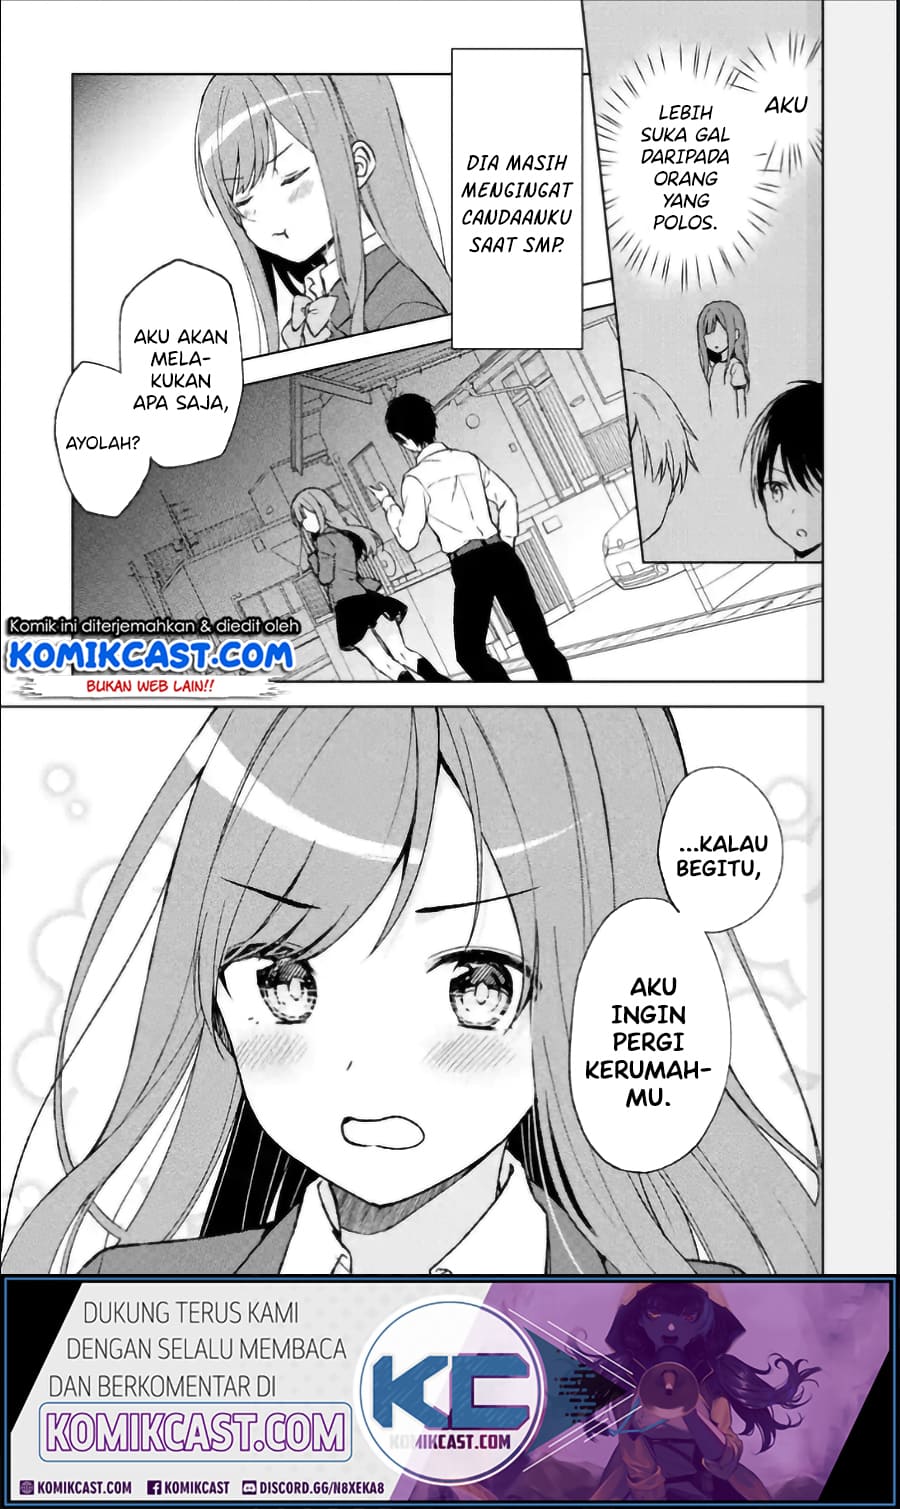 AKU
LEBIH
SUKA GAL
DARIPADA
ORANG
YANG
POLOS.
DIA MASIH
MENGINGAT
CANDAANKU
SAAT SMP.
AKU AKAN
MELA-
KUKAN
APA SAJA,
AYOLAH?
Komik ini diterjemahkan & diedit oleh
KOMIKCAST.COM
BUKAN WEB LAIN!!
...KALAU
BEGITU,
AKU
INGIN
PERGI
KERUMAH-
MU.
DUKUNG TERUS KAMI
DENGAN SELALU MEMBACA
DAN BERKOMENTAR DI
KOMIKCAST.COM
KC
KOMIKCAST.COM
KOMIKCAST.COM KOMIKCAST DISCORD.GG/N8XEKA8